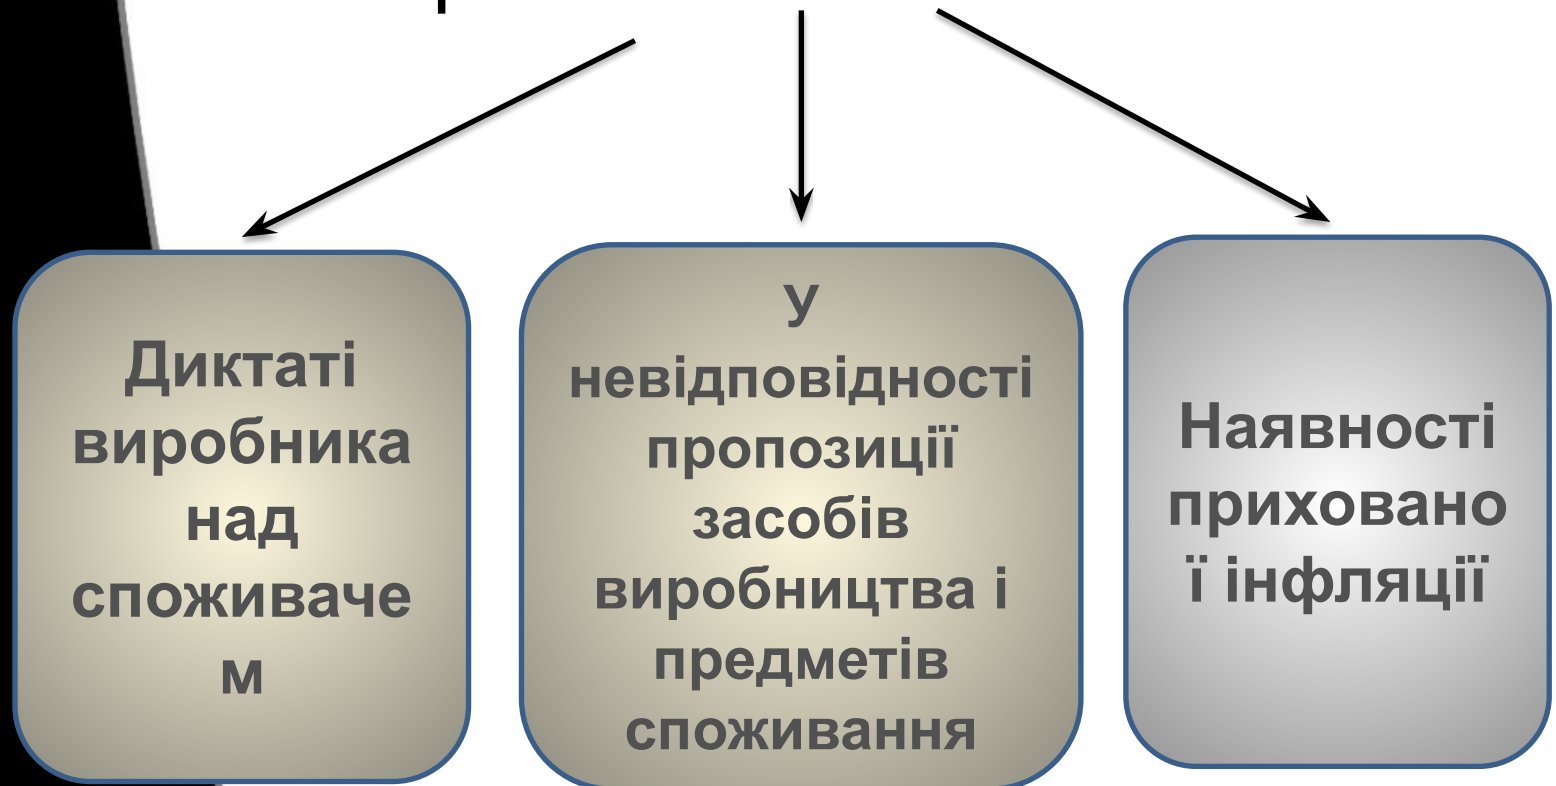 Диктаті
виробника
над
споживаче
м
У
невідповідності
пропозиції
засобів
виробництва і
предметів
споживання
Наявності
приховано
ї інфляції